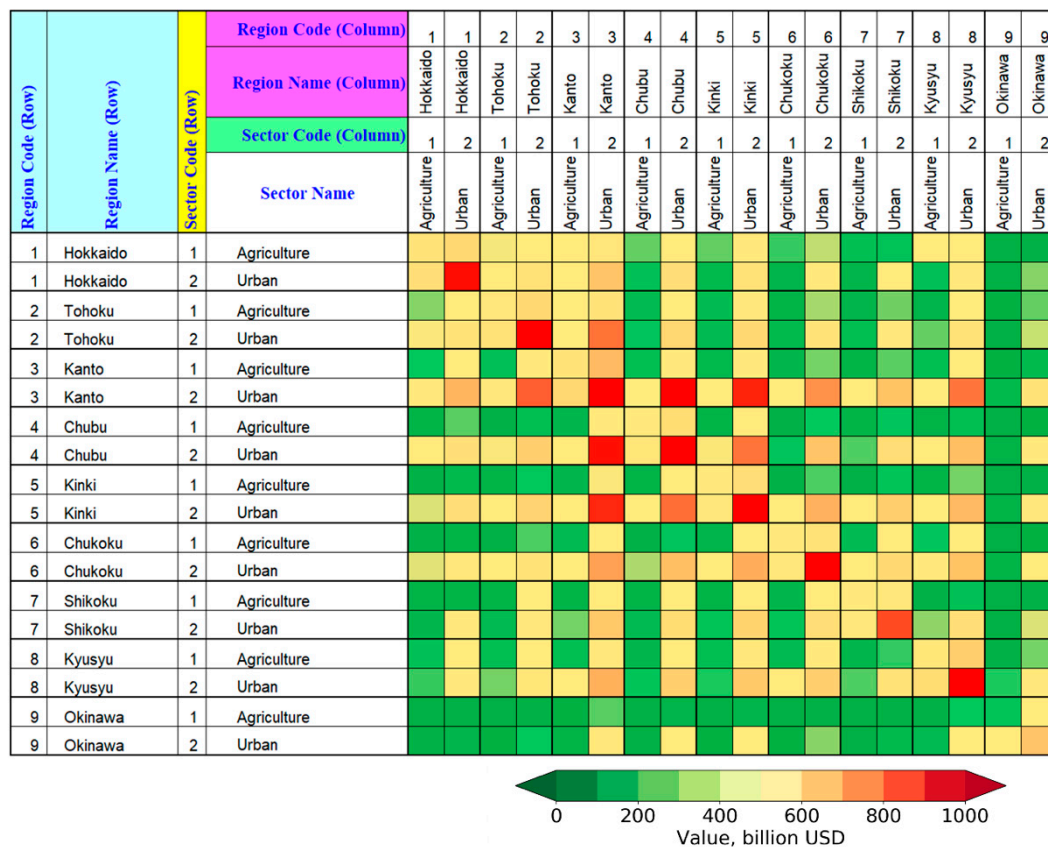 Region Code (Column) 1 1 2 2 3 3 4 4 5 5 6 6 7 7 8 8 9 9
Region Name (Column) Hokkaido Hokkaido Tohoku Tohoku Kanto Kanto Chubu Chubu Kinki Kinki Chukoku Chukoku Shikoku Shikoku Kyusyu Kyusyu Okinawa Okinawa
Sector Code (Column) 1 2 1 2 1 2 1 2 1 2 1 2 1 2 1 2 1 2
Region Code (Row) Region Name (Row) Sector Code (Row) Sector Name Agriculture Urban Agriculture Urban Agriculture Urban Agriculture Urban Agriculture Urban Agriculture Urban Agriculture Urban Agriculture Urban Agriculture Urban
1 Hokkaido 1 Agriculture
1 Hokkaido 2 Urban
2 Tohoku 1 Agriculture
2 Tohoku 2 Urban
3 Kanto 1 Agriculture
3 Kanto 2 Urban
4 Chubu 1 Agriculture
4 Chubu 2 Urban
5 Kinki 1 Agriculture
5 Kinki 2 Urban
6 Chukoku 1 Agriculture
6 Chukoku 2 Urban
7 Shikoku 1 Agriculture
7 Shikoku 2 Urban
8 Kyusyu 1 Agriculture
8 Kyusyu 2 Urban
9 Okinawa 1 Agriculture
9 Okinawa 2 Urban
0 200 400 600 800 1000
Value, billion USD